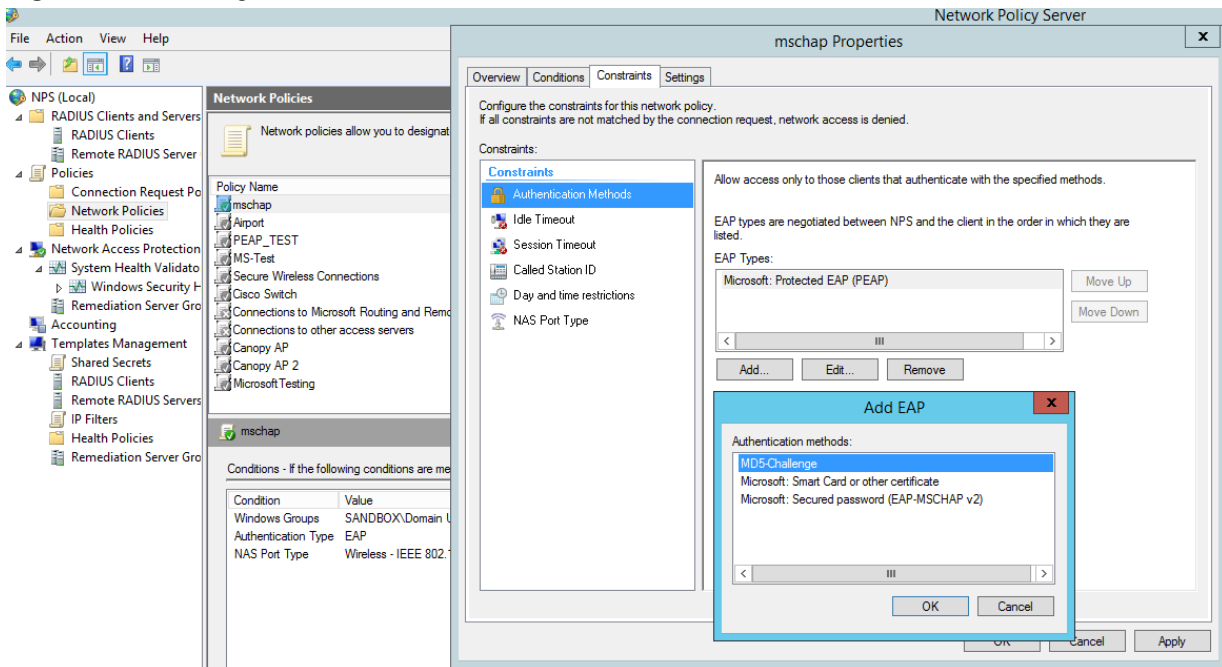 Network Policy Server
File Action View Help
NPS (Local)
RADIUS Clients and Servers
RADIUS Clients
Remote RADIUS Server
Policies
Connection Request Po
Network Policies
Health Policies
Network Access Protection
System Health Validato
Windows Security H
Remediation Server Gro
Accounting
Templates Management
Shared Secrets
RADIUS Clients
Remote RADIUS Servers
IP Filters
Health Policies
Remediation Server Gro
Network Policies
Network policies allow you to designat
Policy Name
mschap
Airport
PEAP_TEST
MS-Test
Secure Wireless Connections
Cisco Switch
Connections to Microsoft Routing and Remo
Connections to other access servers
Canopy AP
Canopy AP 2
MicrosoftTesting
mschap
Conditions - If the following conditions are me
Condition Value
Windows Groups SANDBOX\Domain U
Authentication Type EAP
NAS Port Type Wireless - IEEE 802.1
mschap Properties
x
Overview Conditions Constraints Settings
Configure the constraints for this network policy.
If all constraints are not matched by the connection request, network access is denied.
Constraints:
Constraints
Authentication Methods
Idle Timeout
Session Timeout
Called Station ID
Day and time restrictions
NAS Port Type
Allow access only to those clients that authenticate with the specified methods.
EAP types are negotiated between NPS and the client in the order in which they are
listed.
EAP Types:
Microsoft: Protected EAP (PEAP)
Move Up
Move Down
Add... Edit... Remove
Add EAP
x
Authentication methods:
MD5-Challenge
Microsoft: Smart Card or other certificate
Microsoft: Secured password (EAP-MSCHAP v2)
OK Cancel
OK Cancel Apply